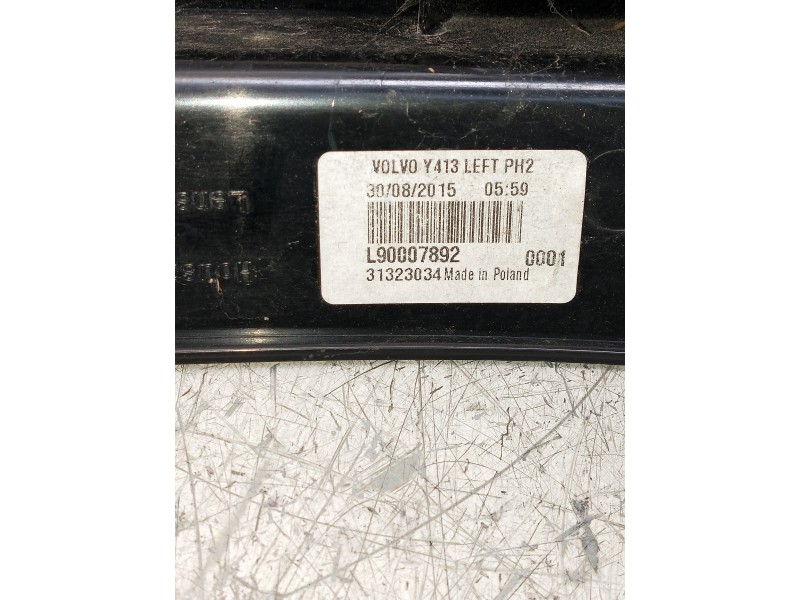 VOLVO Y413 LEFT PH2
30/08/2015 05:59
L90007892 0001
31323034 Made in Poland